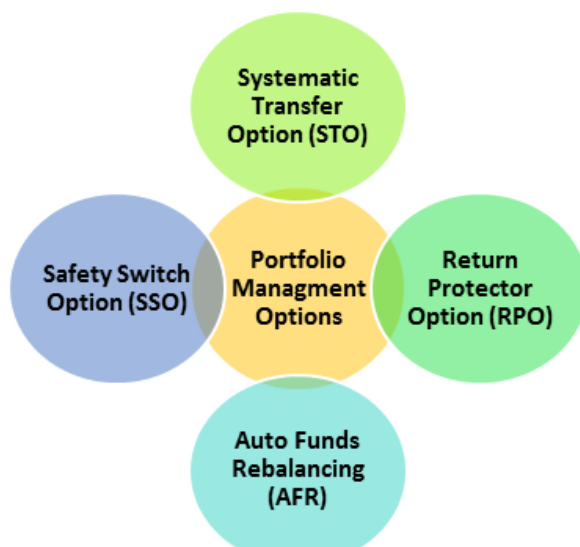 Systematic
Transfer
Option (STO)
Safety Switch
Option (SSO)
Portfolio
Managment
Options
Return
Protector
Option (RPO)
Auto Funds
Rebalancing
(AFR)